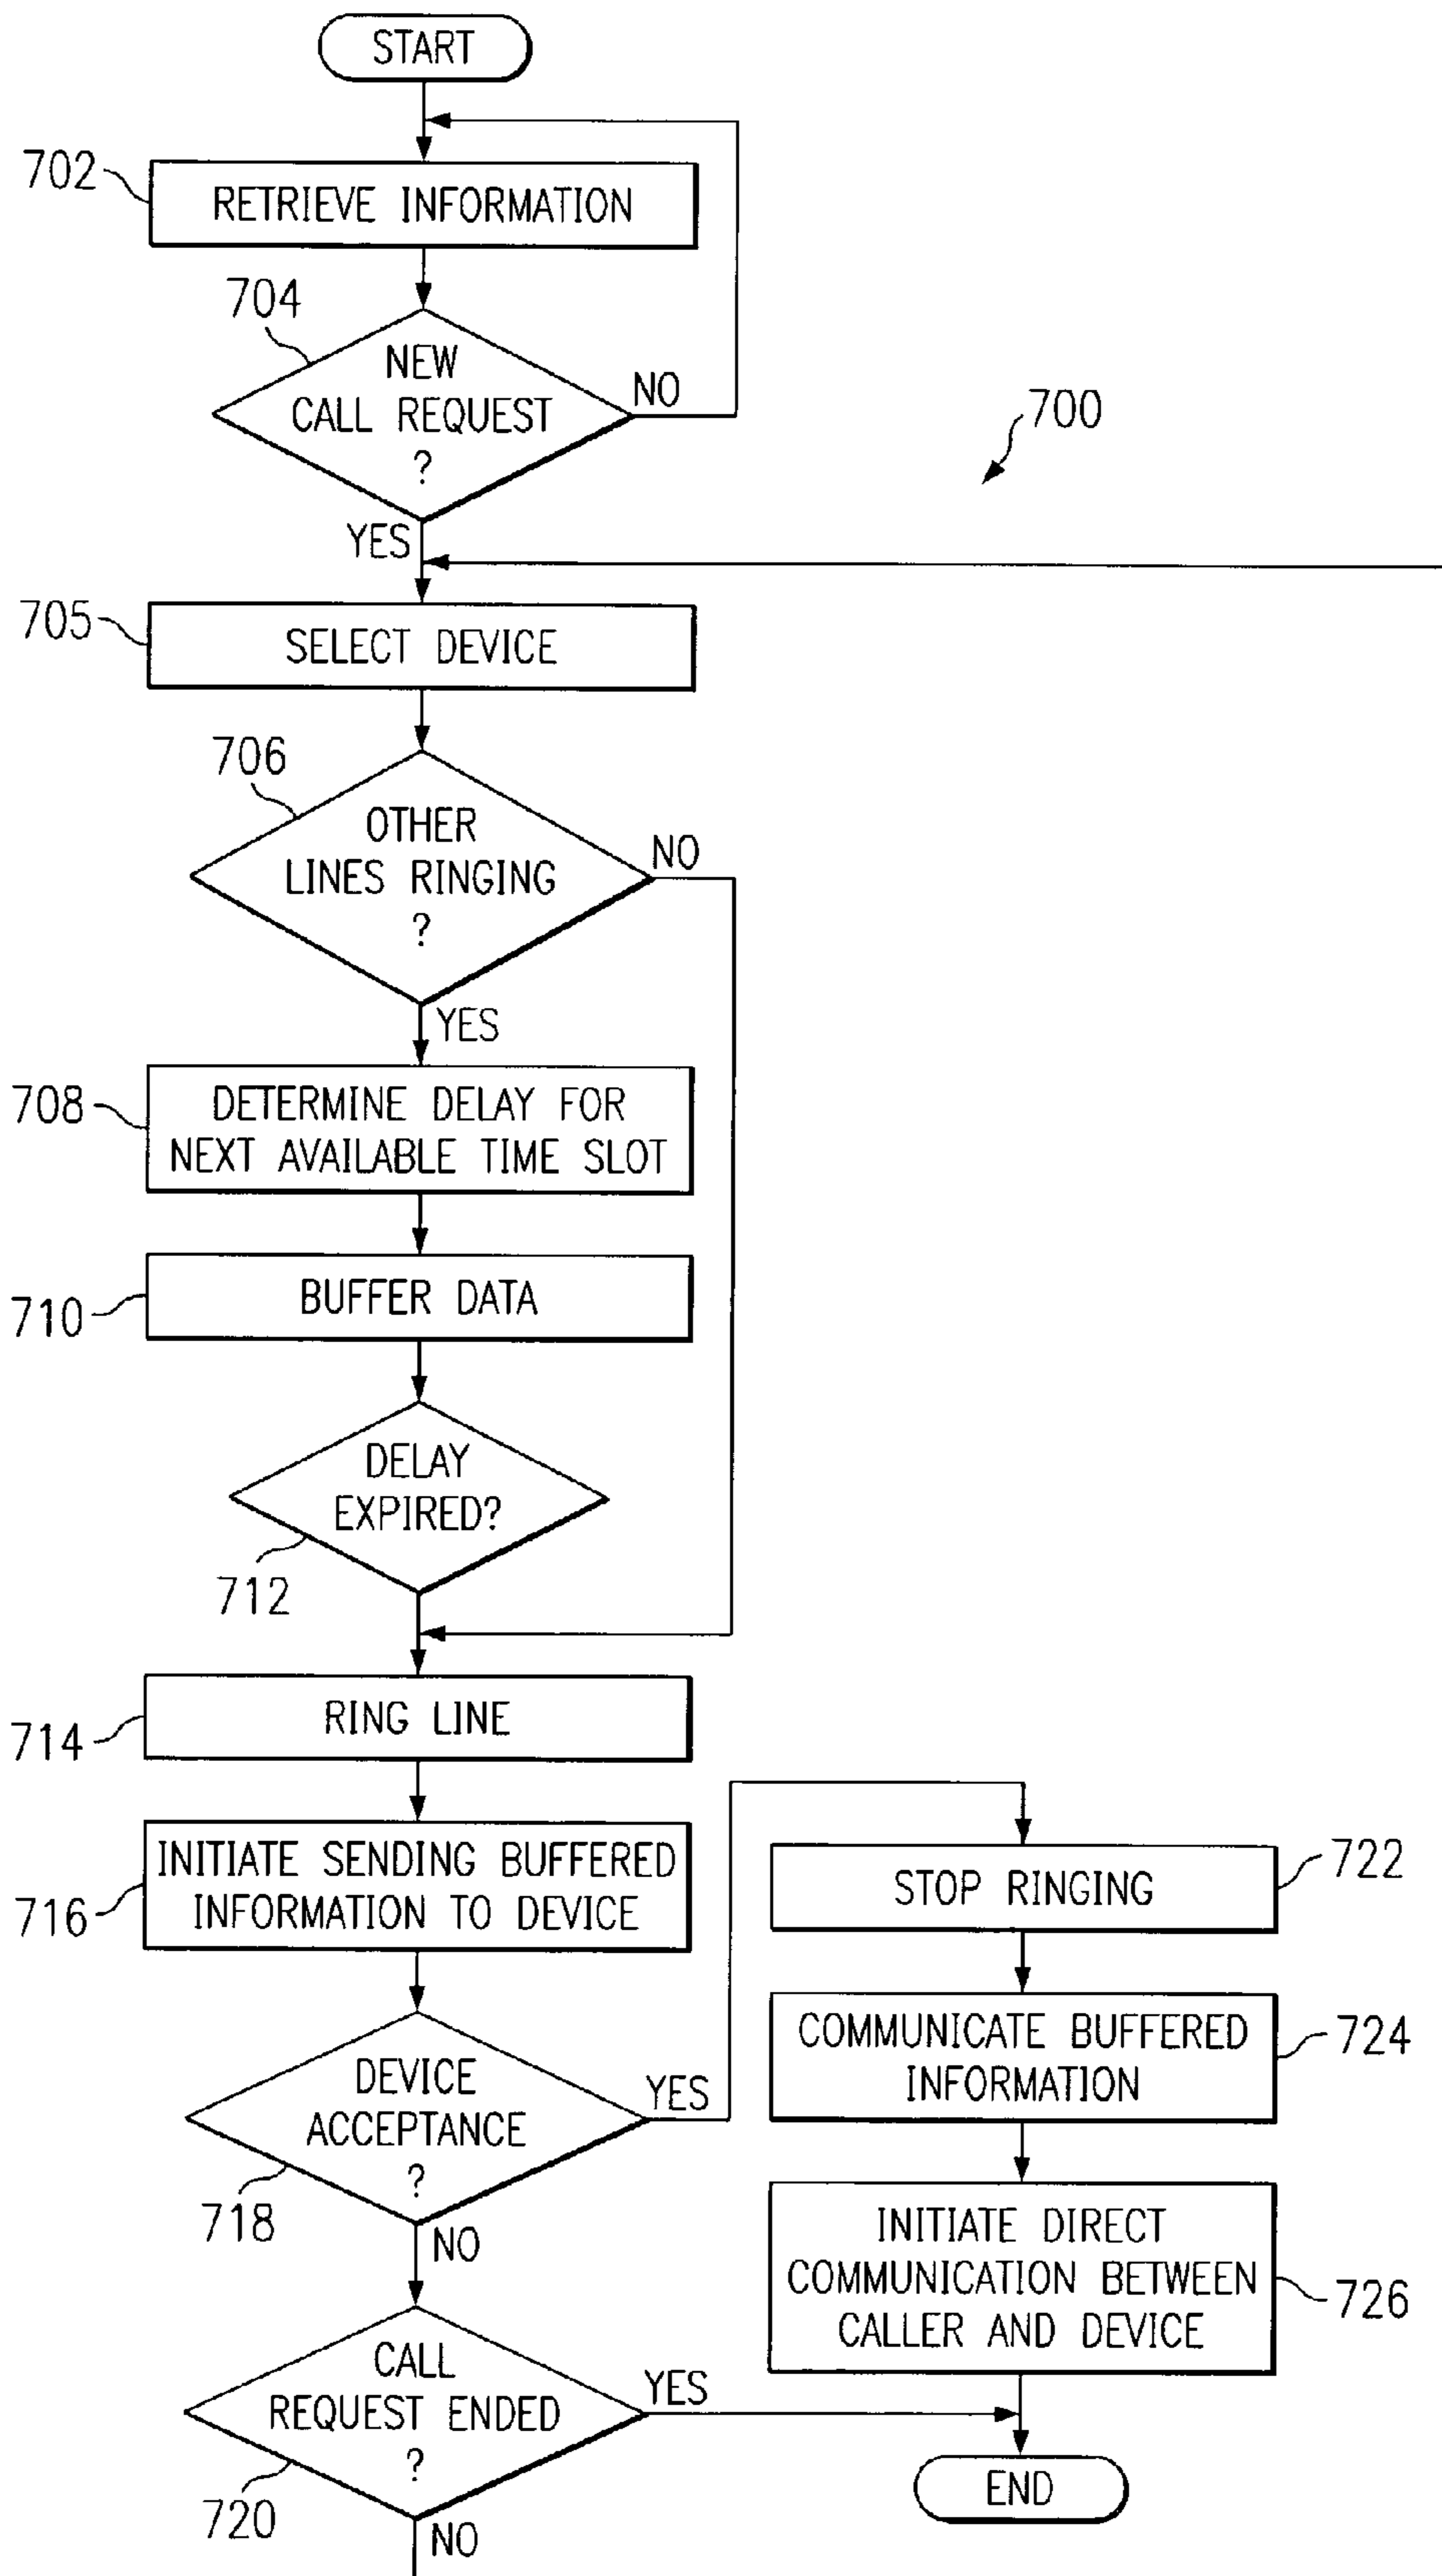 START
702
RETRIEVE INFORMATION
704
NEW
CALL REQUEST
?
NO
700
YES
705
SELECT DEVICE
706
OTHER
LINES RINGING
?
NO
YES
708
DETERMINE DELAY FOR
NEXT AVAILABLE TIME SLOT
710
BUFFER DATA
DELAY
EXPIRED?
712
714
RING LINE
716
INITIATE SENDING BUFFERED
INFORMATION TO DEVICE
DEVICE
ACCEPTANCE
?
YES
718
NO
CALL
REQUEST ENDED
?
YES
720
NO
STOP RINGING
722
COMMUNICATE BUFFERED
INFORMATION
724
INITIATE DIRECT
COMMUNICATION BETWEEN
CALLER AND DEVICE
726
END